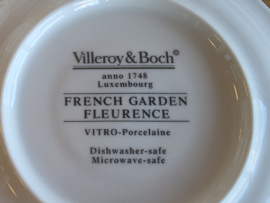 Villeroy & Boch©
anno 1748
Luxembourg
FRENCH GARDEN
FLEURENCE
VITRO-Porcelaine
Dishwasher-safe
Microwave-safe